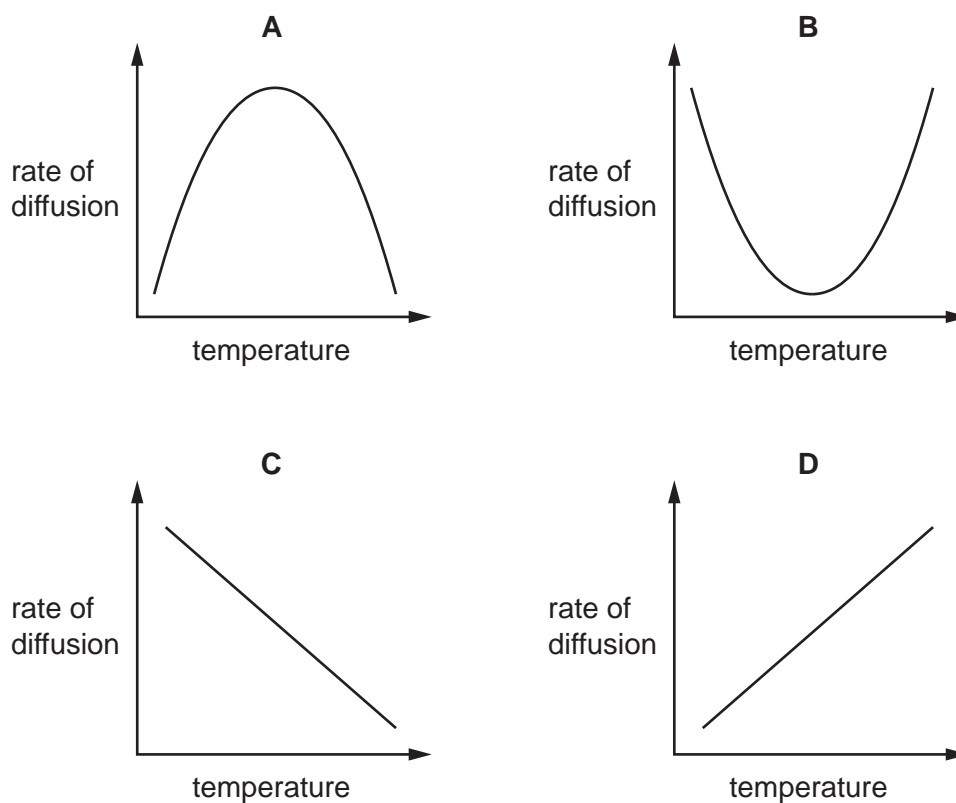 A
rate of
diffusion
temperature
B
rate of
diffusion
temperature
C
rate of
diffusion
temperature
D
rate of
diffusion
temperature